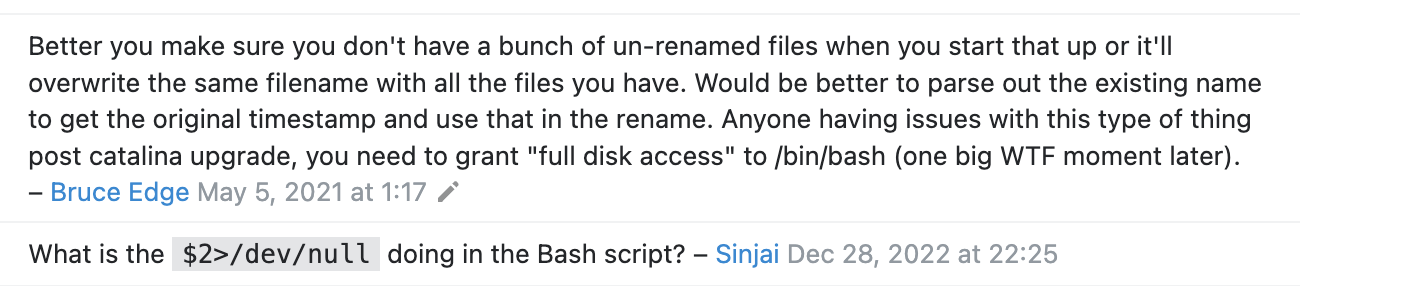 Better you make sure you don't have a bunch of un-renamed files when you start that up or it'll
overwrite the same filename with all the files you have. Would be better to parse out the existing name
to get the original timestamp and use that in the rename. Anyone having issues with this type of thing
post catalina upgrade, you need to grant "full disk access" to /bin/bash (one big WTF moment later).
– Bruce Edge May 5, 2021 at 1:17
What is the $2>/dev/null doing in the Bash script? – Sinjai Dec 28, 2022 at 22:25